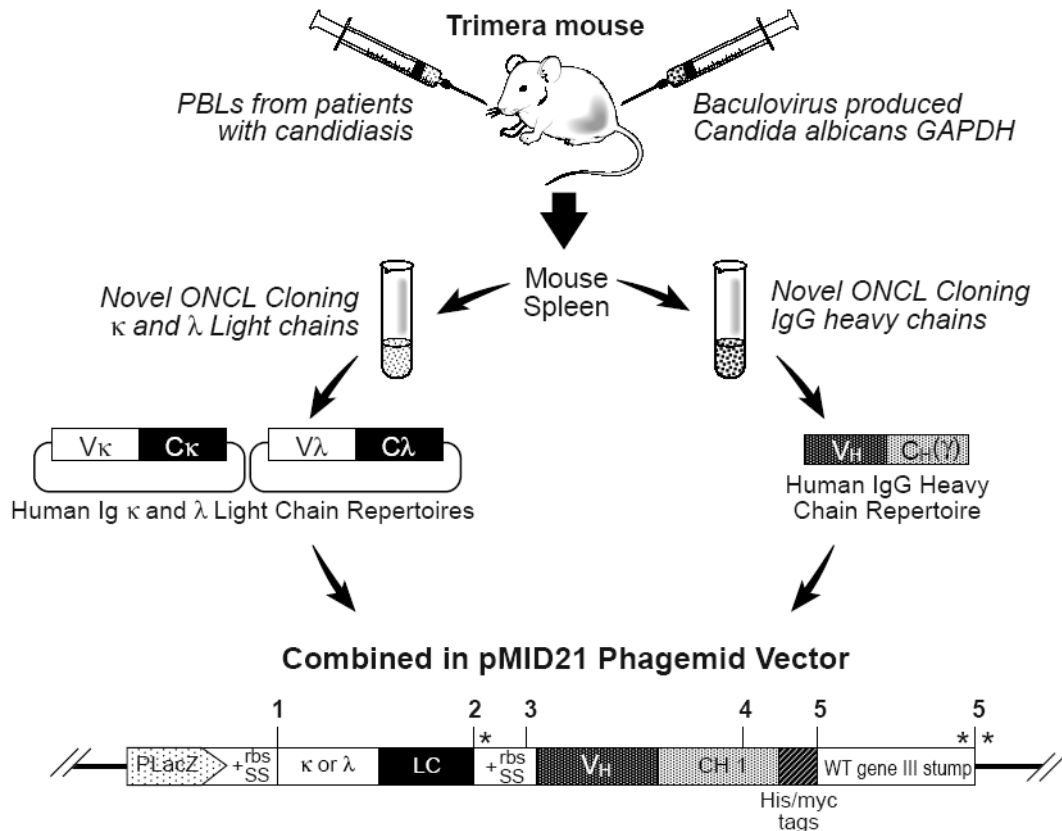 Trimera mouse
PBLs from patients
with candidiasis
Baculovirus produced
Candida albicans GAPDH
Mouse
Spleen
Novel ONCL Cloning
κ and λ Light chains
Novel ONCL Cloning
IgG heavy chains
Vκ Cκ Vλ Cλ
VH CH(γ)
Human Ig κ and λ Light Chain Repertoires
Human IgG Heavy
Chain Repertoire
Combined in pMID21 Phagemid Vector
1 2 3 4 5 5
* * *
PLacZ +rbs SS κ or λ LC +rbs SS VH CH 1 WT gene III stump
His/myc
tags